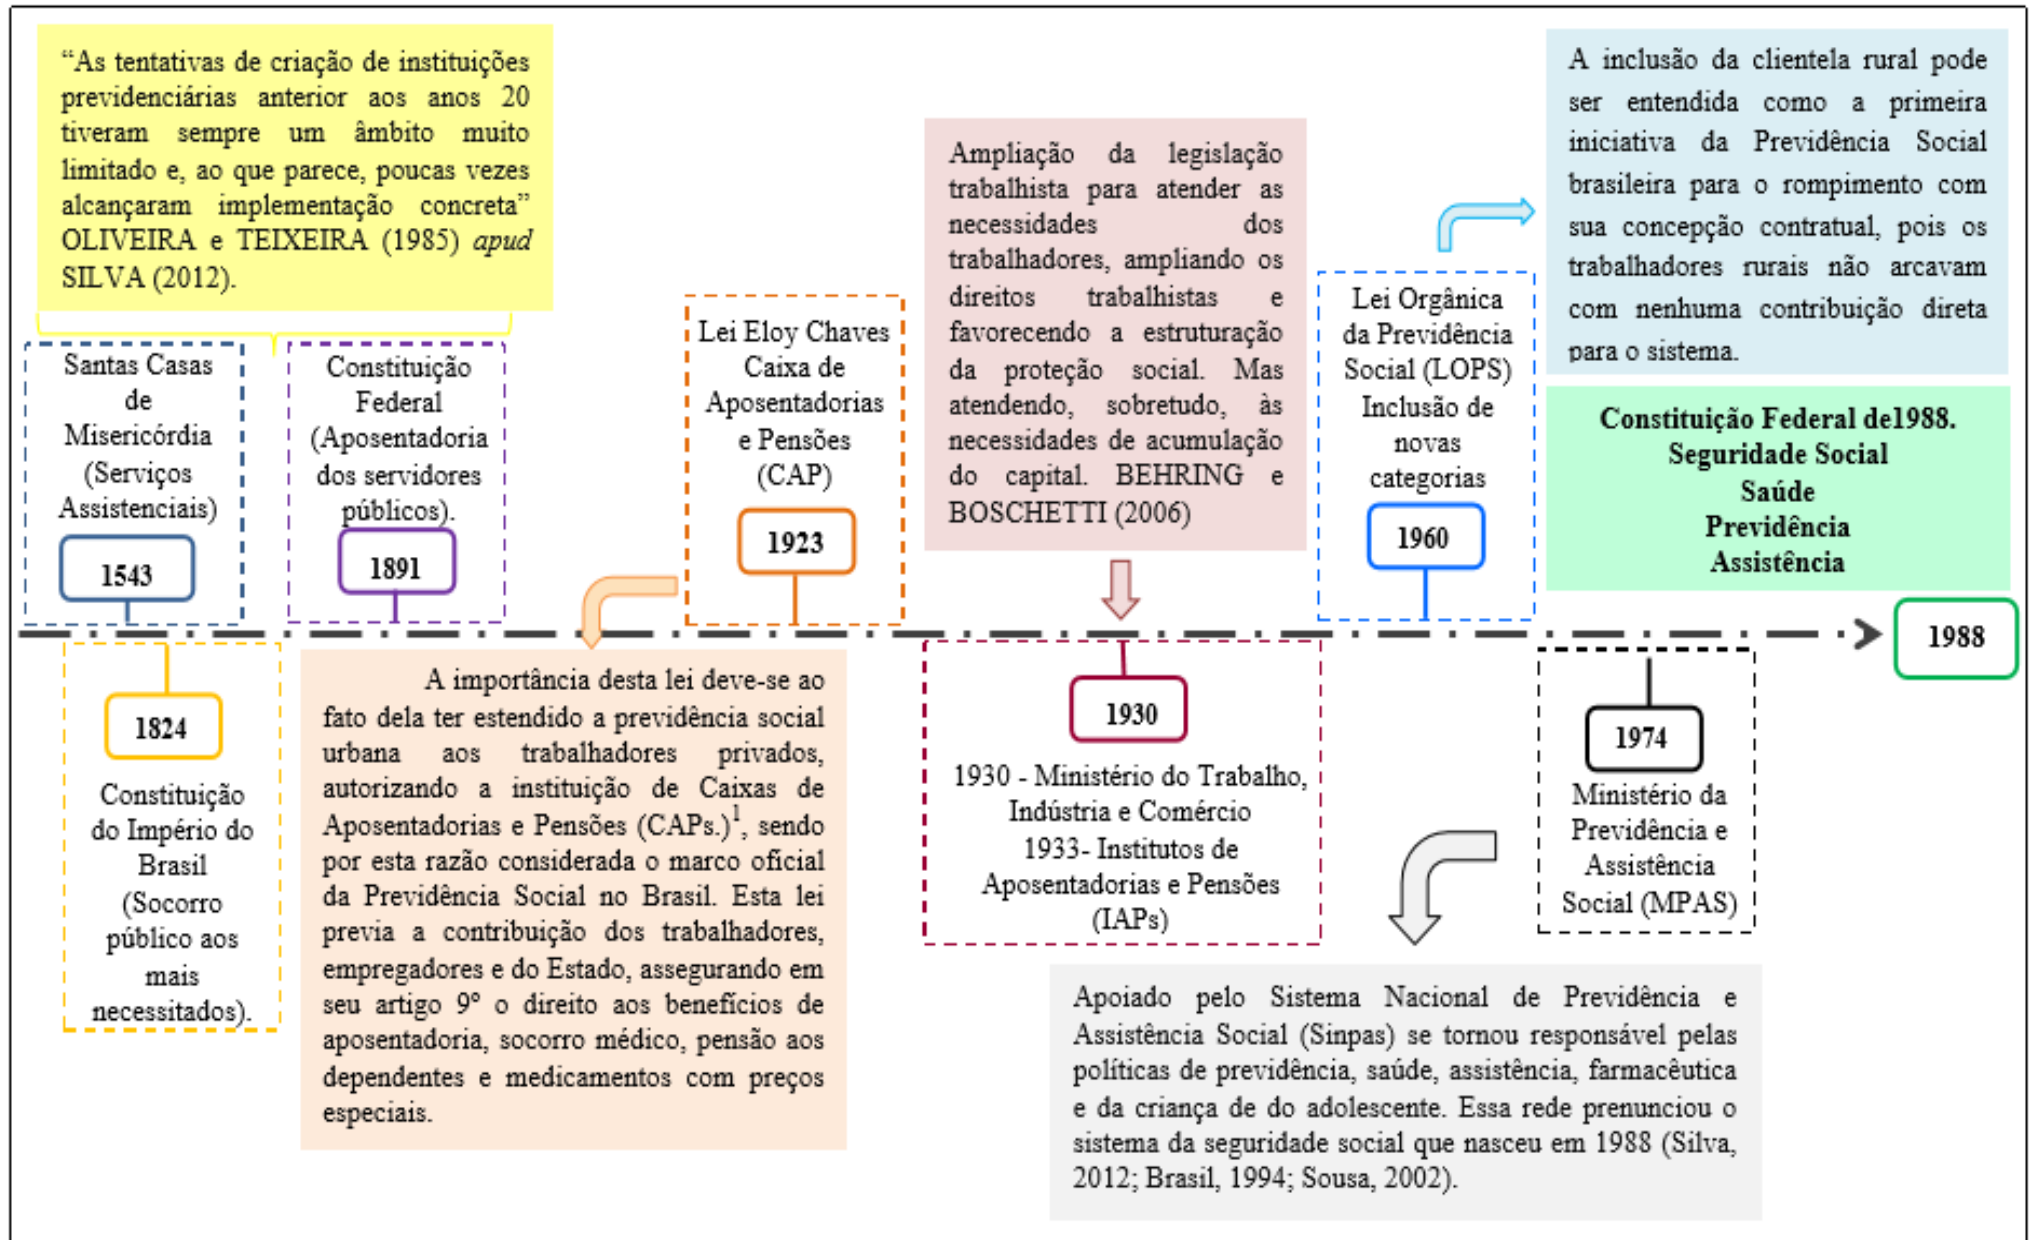 “As tentativas de criação de instituições
previdenciárias anterior aos anos 20
tiveram sempre um âmbito muito
limitado e, ao que parece, poucas vezes
alcançaram implementação concreta”
OLIVEIRA e TEIXEIRA (1985) apud
SILVA (2012).
Santas Casas
de
Misericórdia
(Serviços
Assistenciais)
1543
1824
Constituição
do Império do
Brasil
(Socorro
público aos
mais
necessitados).
Constituição
Federal
(Aposentadoria
dos servidores
públicos).
1891
Lei Eloy Chaves
Caixa de
Aposentadorias
e Pensões
(CAP)
1923
A importância desta lei deve-se ao
fato dela ter estendido a previdência social
urbana aos trabalhadores privados,
autorizando a instituição de Caixas de
Aposentadorias e Pensões (CAPs.)¹, sendo
por esta razão considerada o marco oficial
da Previdência Social no Brasil. Esta lei
previa a contribuição dos trabalhadores,
empregadores e do Estado, assegurando em
seu artigo 9º o direito aos benefícios de
aposentadoria, socorro médico, pensão aos
dependentes e medicamentos com preços
especiais.
Ampliação da legislação
trabalhista para atender as
necessidades dos
trabalhadores, ampliando os
direitos trabalhistas e
favorecendo a estruturação
da proteção social. Mas
atendendo, sobretudo, às
necessidades de acumulação
do capital. BEHRING e
BOSCHETTI (2006)
1930
1930 - Ministério do Trabalho,
Indústria e Comércio
1933- Institutos de
Aposentadorias e Pensões
(IAPs)
Lei Orgânica
da Previdência
Social (LOPS)
Inclusão de
novas
categorias
1960
A inclusão da clientela rural pode
ser entendida como a primeira
iniciativa da Previdência Social
brasileira para o rompimento com
sua concepção contratual, pois os
trabalhadores rurais não arcavam
com nenhuma contribuição direta
para o sistema.
1974
Ministério da
Previdência e
Assistência
Social (MPAS)
Apoiado pelo Sistema Nacional de Previdência e
Assistência Social (Sinpas) se tornou responsável pelas
políticas de previdência, saúde, assistência, farmacêutica
e da criança de do adolescente. Essa rede prenunciou o
sistema da seguridade social que nasceu em 1988 (Silva,
2012; Brasil, 1994; Sousa, 2002).
Constituição Federal de1988.
Seguridade Social
Saúde
Previdência
Assistência
1988